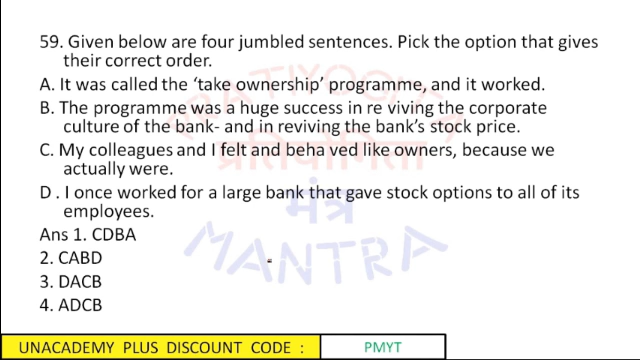 59. Given below are four jumbled sentences. Pick the option that gives
their correct order.
A. It was called the ‘take ownership’ programme, and it worked.
B. The programme was a huge success in re viving the corporate
culture of the bank- and in reviving the bank’s stock price.
C. My colleagues and I felt and beha ved like owners, because we
actually were.
D . I once worked for a large bank that gave stock options to all of its
employees.
Ans 1. CDBA
2. CABD
3. DACB
4. ADCB
PRATIYOGITA
प्रतियोगिता
मंत्र
MANTRA
UNACADEMY PLUS DISCOUNT CODE :
PMYT